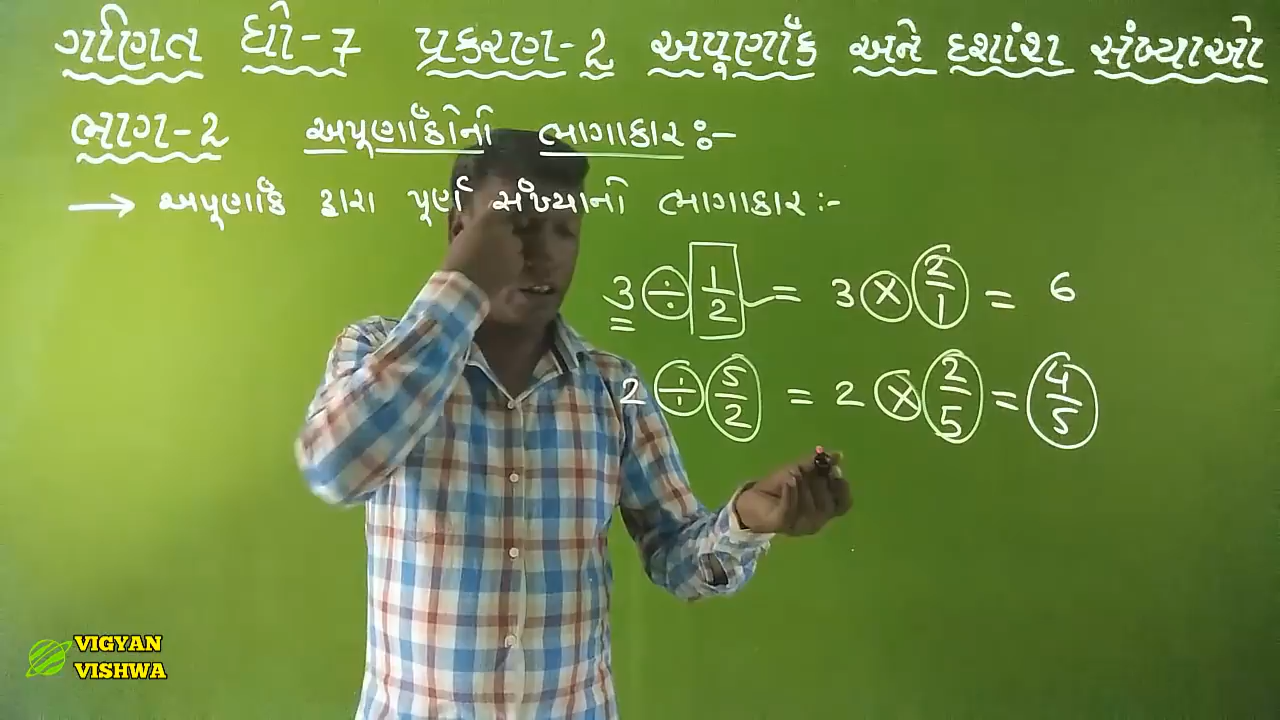 ગણિત ધો-7 પ્રકરણ-2 અપૂર્ણાંક અને દશાંશ સંખ્યાઓ
ભાગ-2 અપૂર્ણાંકોનો ભાગાકાર :-
→ અપૂર્ણાંક દ્વારા પૂર્ણ સંખ્યાનો ભાગાકાર :-
3 ÷ 1/2 = 3 × 2/1 = 6
2 ÷ 5/2 = 2 × 2/5 = 4/5
VIGYAN
VISHWA